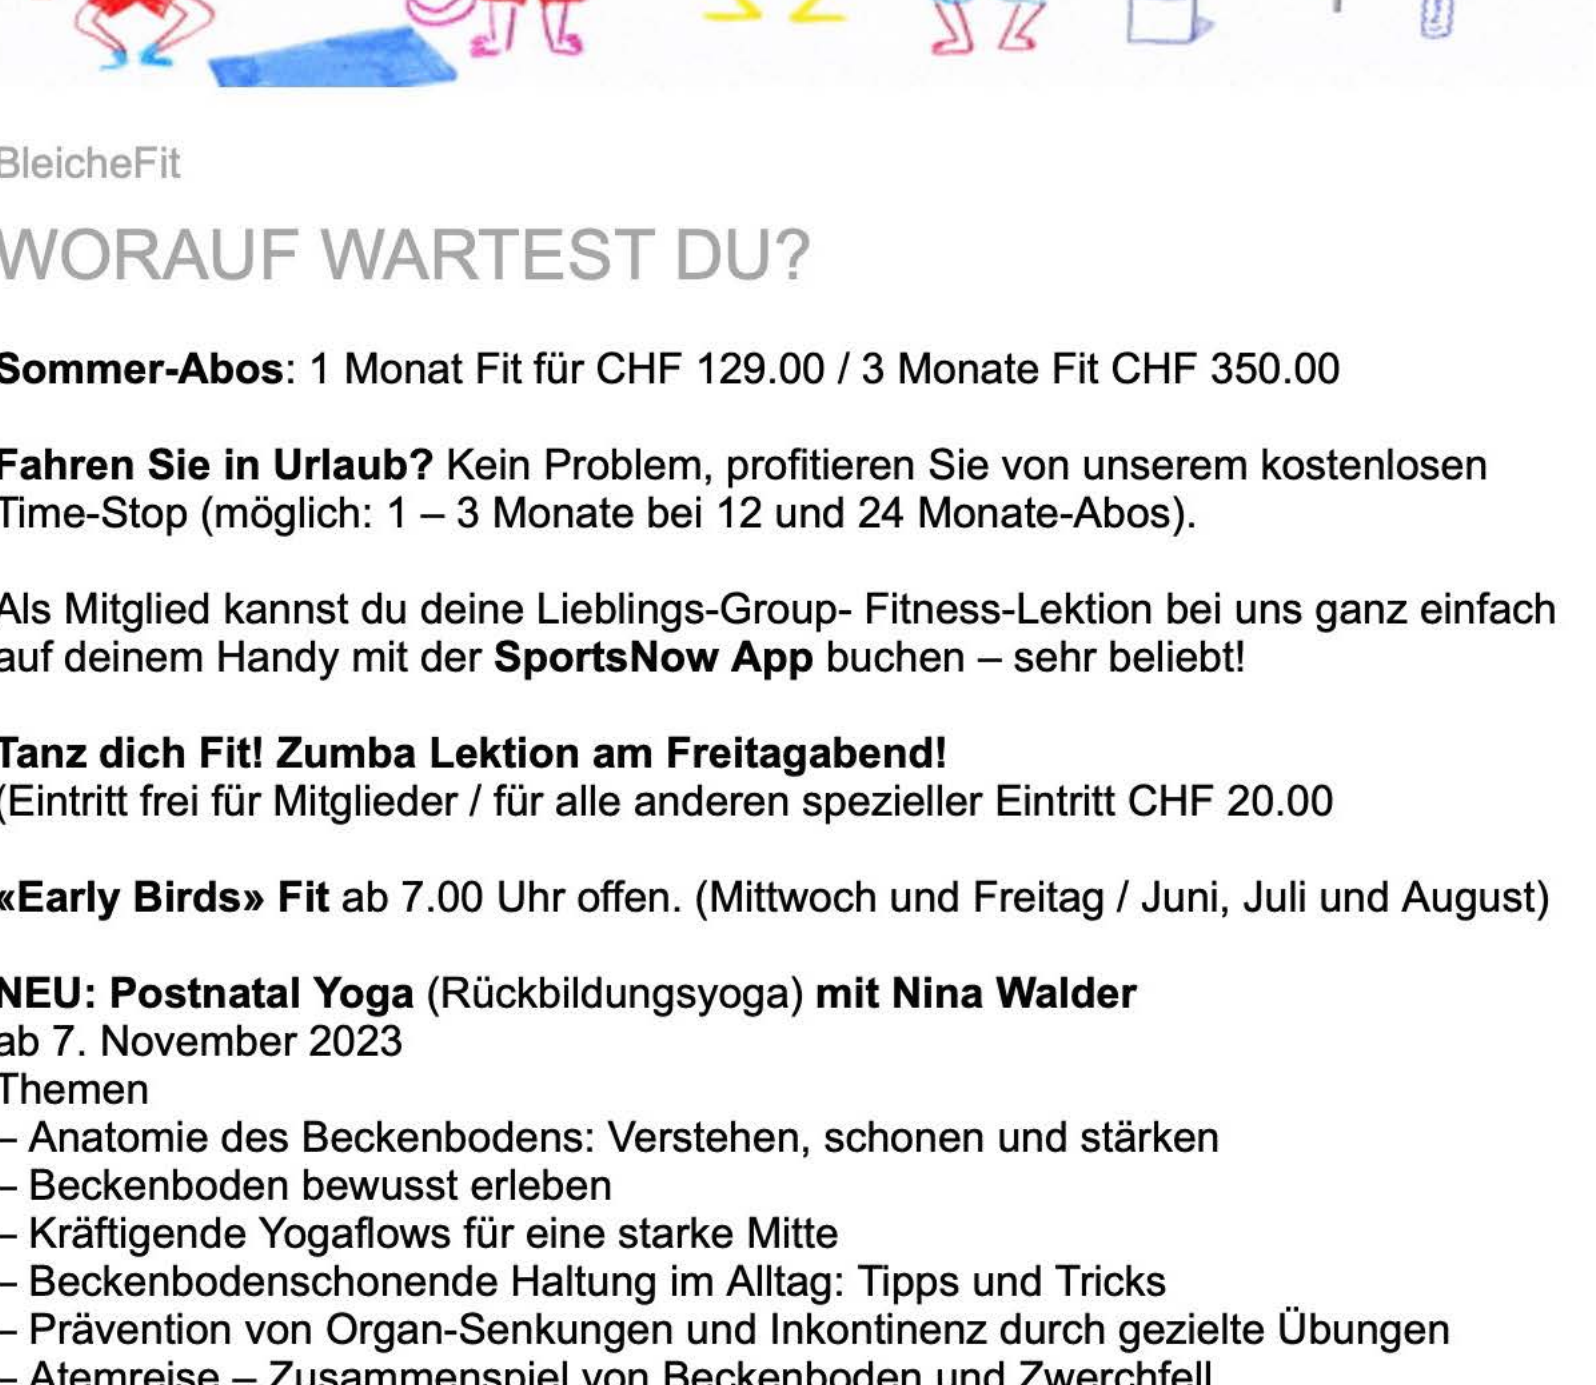 BleicheFit
WORAUF WARTEST DU?
Sommer-Abos: 1 Monat Fit für CHF 129.00 / 3 Monate Fit CHF 350.00
Fahren Sie in Urlaub? Kein Problem, profitieren Sie von unserem kostenlosen
Time-Stop (möglich: 1 – 3 Monate bei 12 und 24 Monate-Abos).
Als Mitglied kannst du deine Lieblings-Group- Fitness-Lektion bei uns ganz einfach
auf deinem Handy mit der SportsNow App buchen – sehr beliebt!
Tanz dich Fit! Zumba Lektion am Freitagabend!
(Eintritt frei für Mitglieder / für alle anderen spezieller Eintritt CHF 20.00
«Early Birds» Fit ab 7.00 Uhr offen. (Mittwoch und Freitag / Juni, Juli und August)
NEU: Postnatal Yoga (Rückbildungsyoga) mit Nina Walder
ab 7. November 2023
Themen
– Anatomie des Beckenbodens: Verstehen, schonen und stärken
– Beckenboden bewusst erleben
– Kräftigende Yogaflows für eine starke Mitte
– Beckenbodenschonende Haltung im Alltag: Tipps und Tricks
– Prävention von Organ-Senkungen und Inkontinenz durch gezielte Übungen
– Atemreise – Zusammenspiel von Beckenboden und Zwerchfell